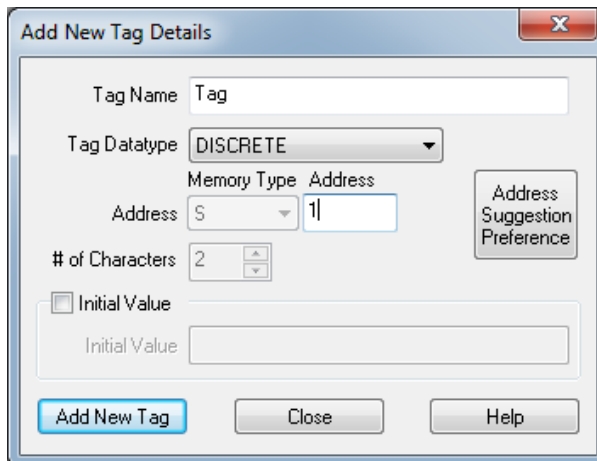 Add New Tag Details
Tag Name Tag
Tag Datatype DISCRETE
Memory Type Address
Address S 1
Address Suggestion Preference
# of Characters 2
Initial Value
Initial Value
Add New Tag Close Help